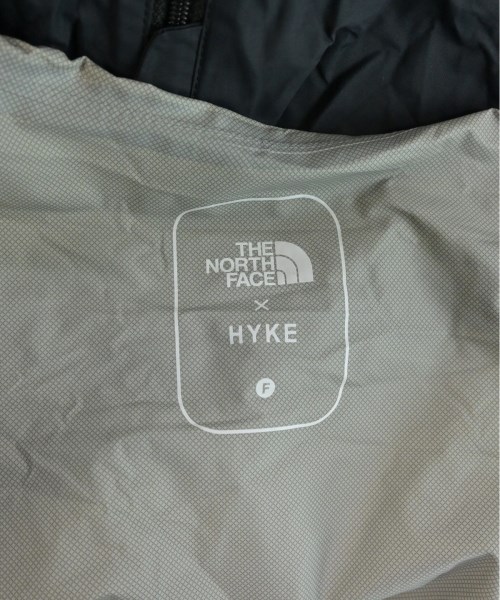 THE
NORTH
FACE
×
HYKE
F